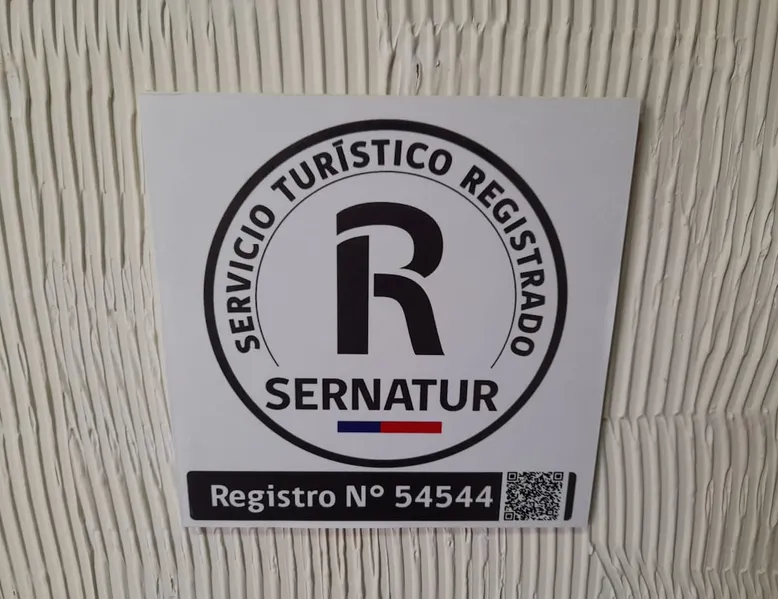 SERVICIO TURÍSTICO REGISTRADO
R
SERNATUR
Registro N° 54544